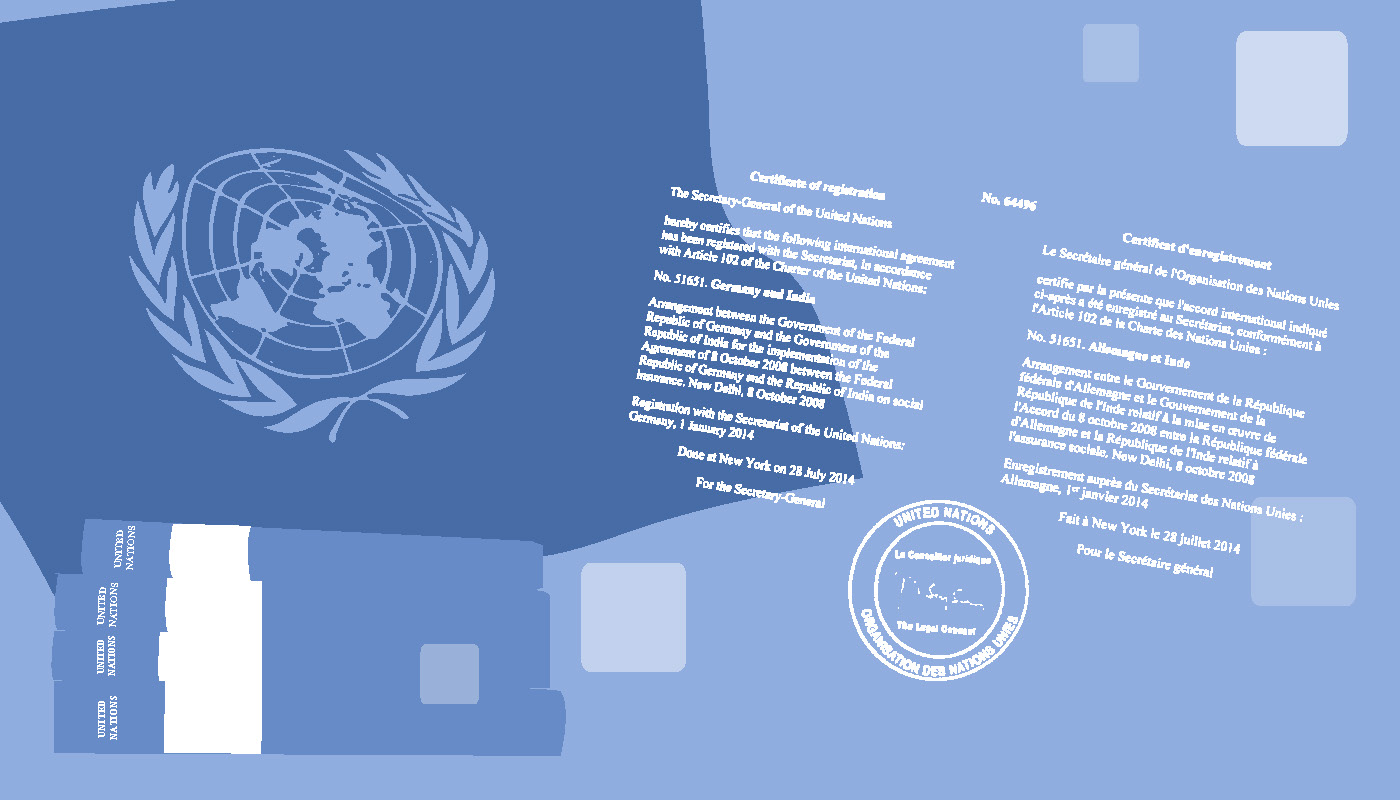 Certificate of registration
The Secretary-General of the United Nations
hereby certifies that the following international agreement
has been registered with the Secretariat, in accordance
with Article 102 of the Charter of the United Nations:
No. 51651. Germany and India
Arrangement between the Government of the Federal
Republic of Germany and the Government of the
Republic of India for the implementation of the
Agreement of 8 October 2008 between the Federal
Republic of Germany and the Republic of India on social
insurance. New Delhi, 8 October 2008
Registration with the Secretariat of the United Nations:
Germany, 1 January 2014
Done at New York on 28 July 2014
For the Secretary-General
No. 64496
Certificat d'enregistrement
Le Secrétaire général de l'Organisation des Nations Unies
certifie par la présente que l'accord international indiqué
ci-après a été enregistré au Secrétariat, conformément à
l'Article 102 de la Charte des Nations Unies :
No. 51651. Allemagne et Inde
Arrangement entre le Gouvernement de la République
fédérale d'Allemagne et le Gouvernement de la
République de l'Inde relatif à la mise en œuvre de
l'Accord du 8 octobre 2008 entre la République fédérale
d'Allemagne et la République de l'Inde relatif à
l'assurance sociale. New Delhi, 8 octobre 2008
Enregistrement auprès du Secrétariat des Nations Unies :
Allemagne, 1er janvier 2014
Fait à New York le 28 juillet 2014
Pour le Secrétaire général
UNITED NATIONS
Le Conseiller juridique
The Legal Counsel
ORGANISATION DES NATIONS UNIES
UNITED
NATIONS
UNITED
NATIONS
UNITED
NATIONS
UNITED
NATIONS